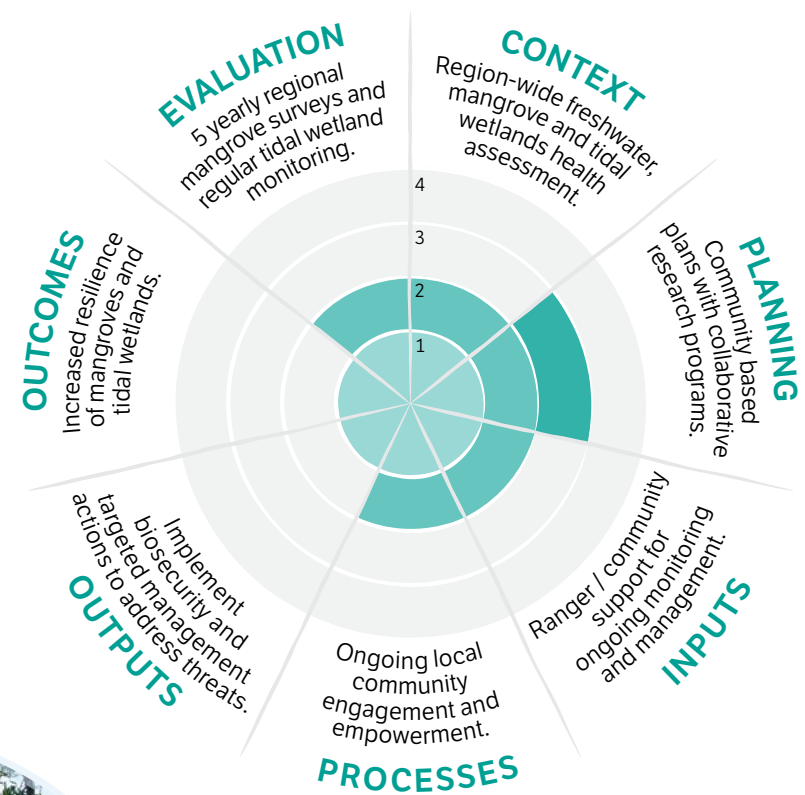 EVALUATION
5 yearly regional
mangrove surveys and
regular tidal wetland
monitoring.
CONTEXT
Region-wide freshwater,
mangrove and tidal
wetlands health
assessment.
PLANNING
Community based
plans with collaborative
research programs.
INPUTS
Ranger / community
support for
ongoing monitoring
and management.
PROCESSES
Ongoing local
community
engagement and
empowerment.
OUTPUTS
Implement
biosecurity and
targeted management
actions to address threats.
OUTCOMES
Increased resilience
of mangroves and
tidal wetlands.
4
3
2
1